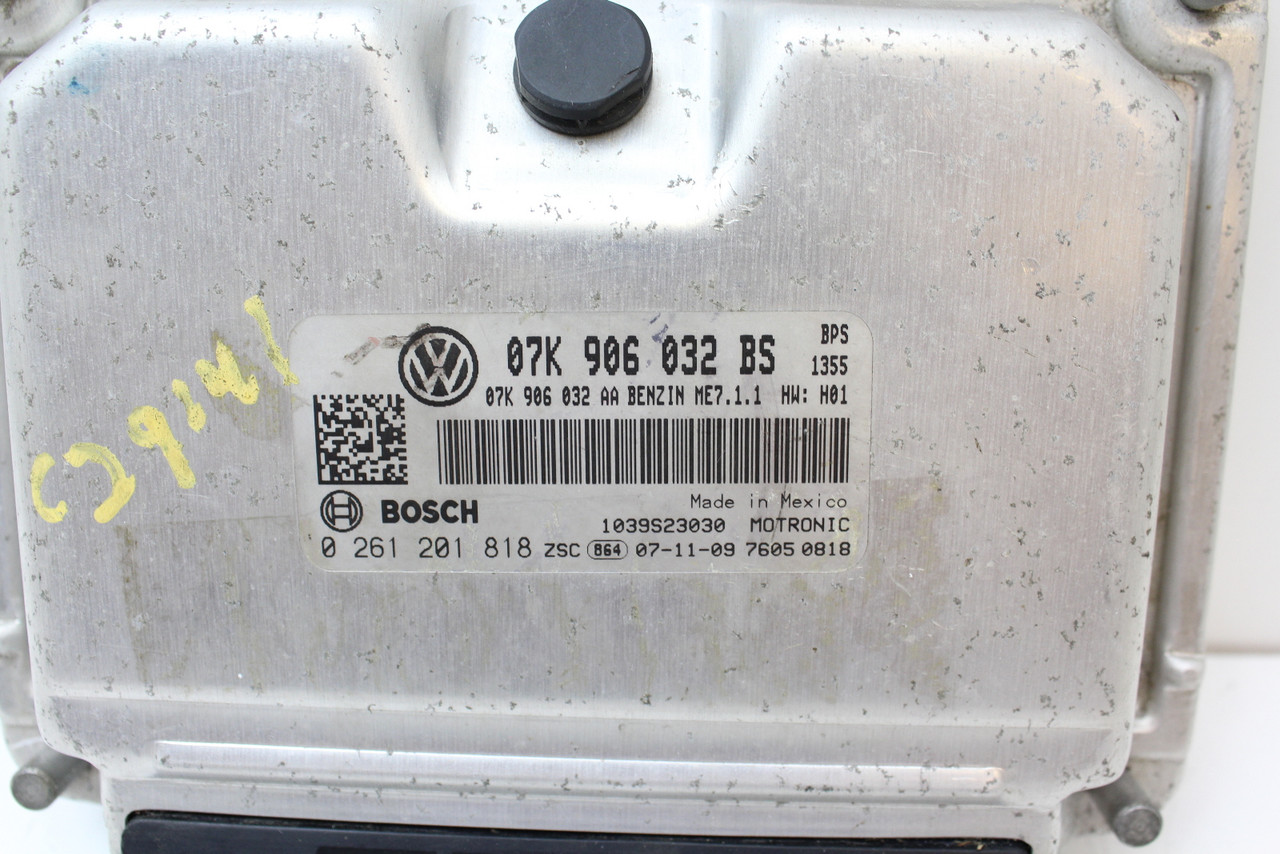 07K 906 032 BS BPS
1355
07K 906 032 AA BENZIN ME7.1.1 HW: H01
BOSCH
Made in Mexico
1039S23030 MOTRONIC
0 261 201 818 ZSC 864 07-11-09 7605 0818